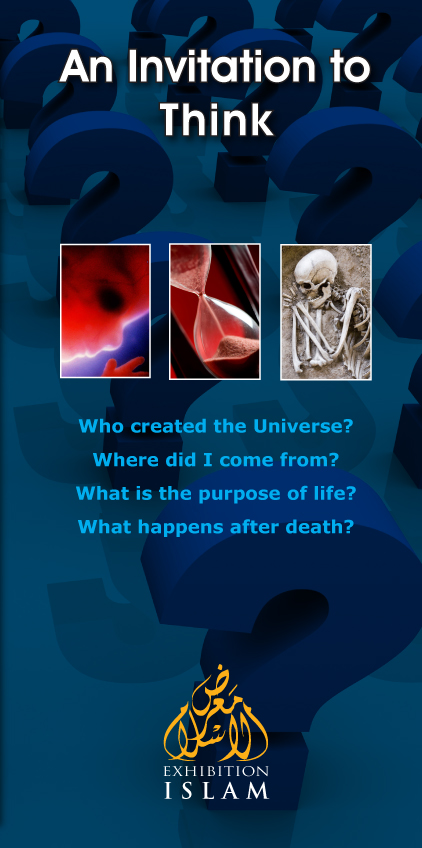 An Invitation to
Think
Who created the Universe?
Where did I come from?
What is the purpose of life?
What happens after death?
معرض
الإسلام
EXHIBITION
ISLAM